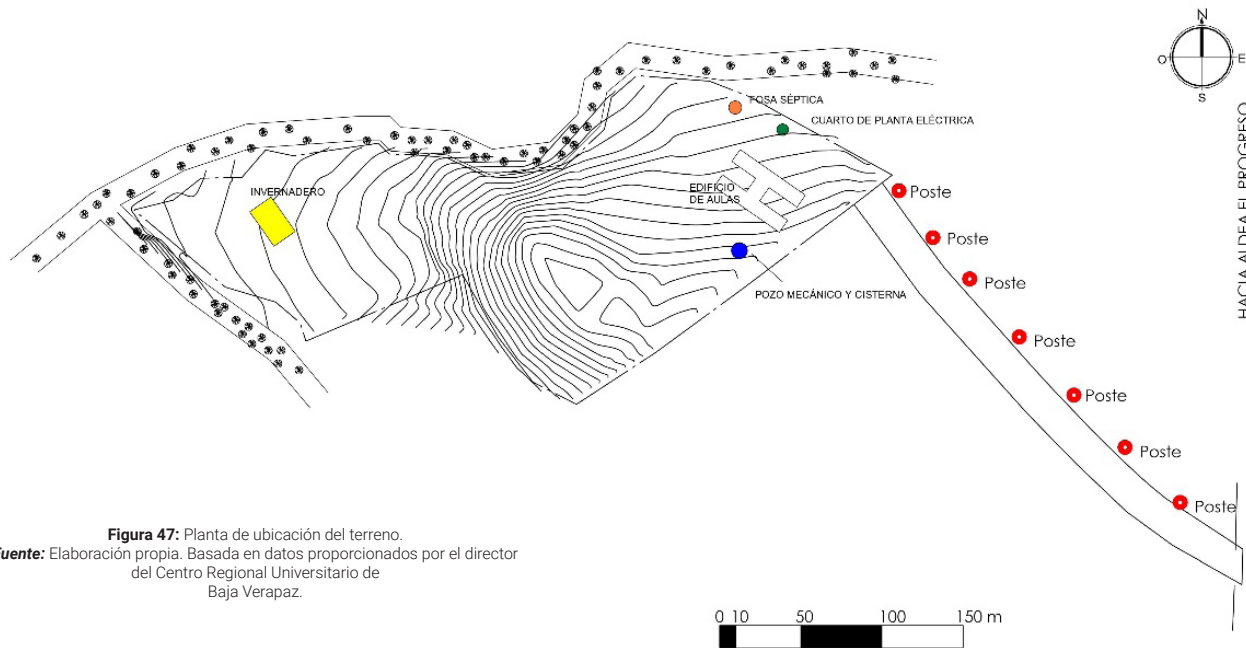 N
O
E
S
HACIA ALDEA EL PROGRESO
FOSA SÉPTICA
CUARTO DE PLANTA ELÉCTRICA
INVERNADERO
EDIFICIO
DE AULAS
POZO MECÁNICO Y CISTERNA
Poste
Poste
Poste
Poste
Poste
Poste
Poste
Figura 47: Planta de ubicación del terreno.
uente: Elaboración propia. Basada en datos proporcionados por el director
del Centro Regional Universitario de
Baja Verapaz.
0 10 50 100 150 m